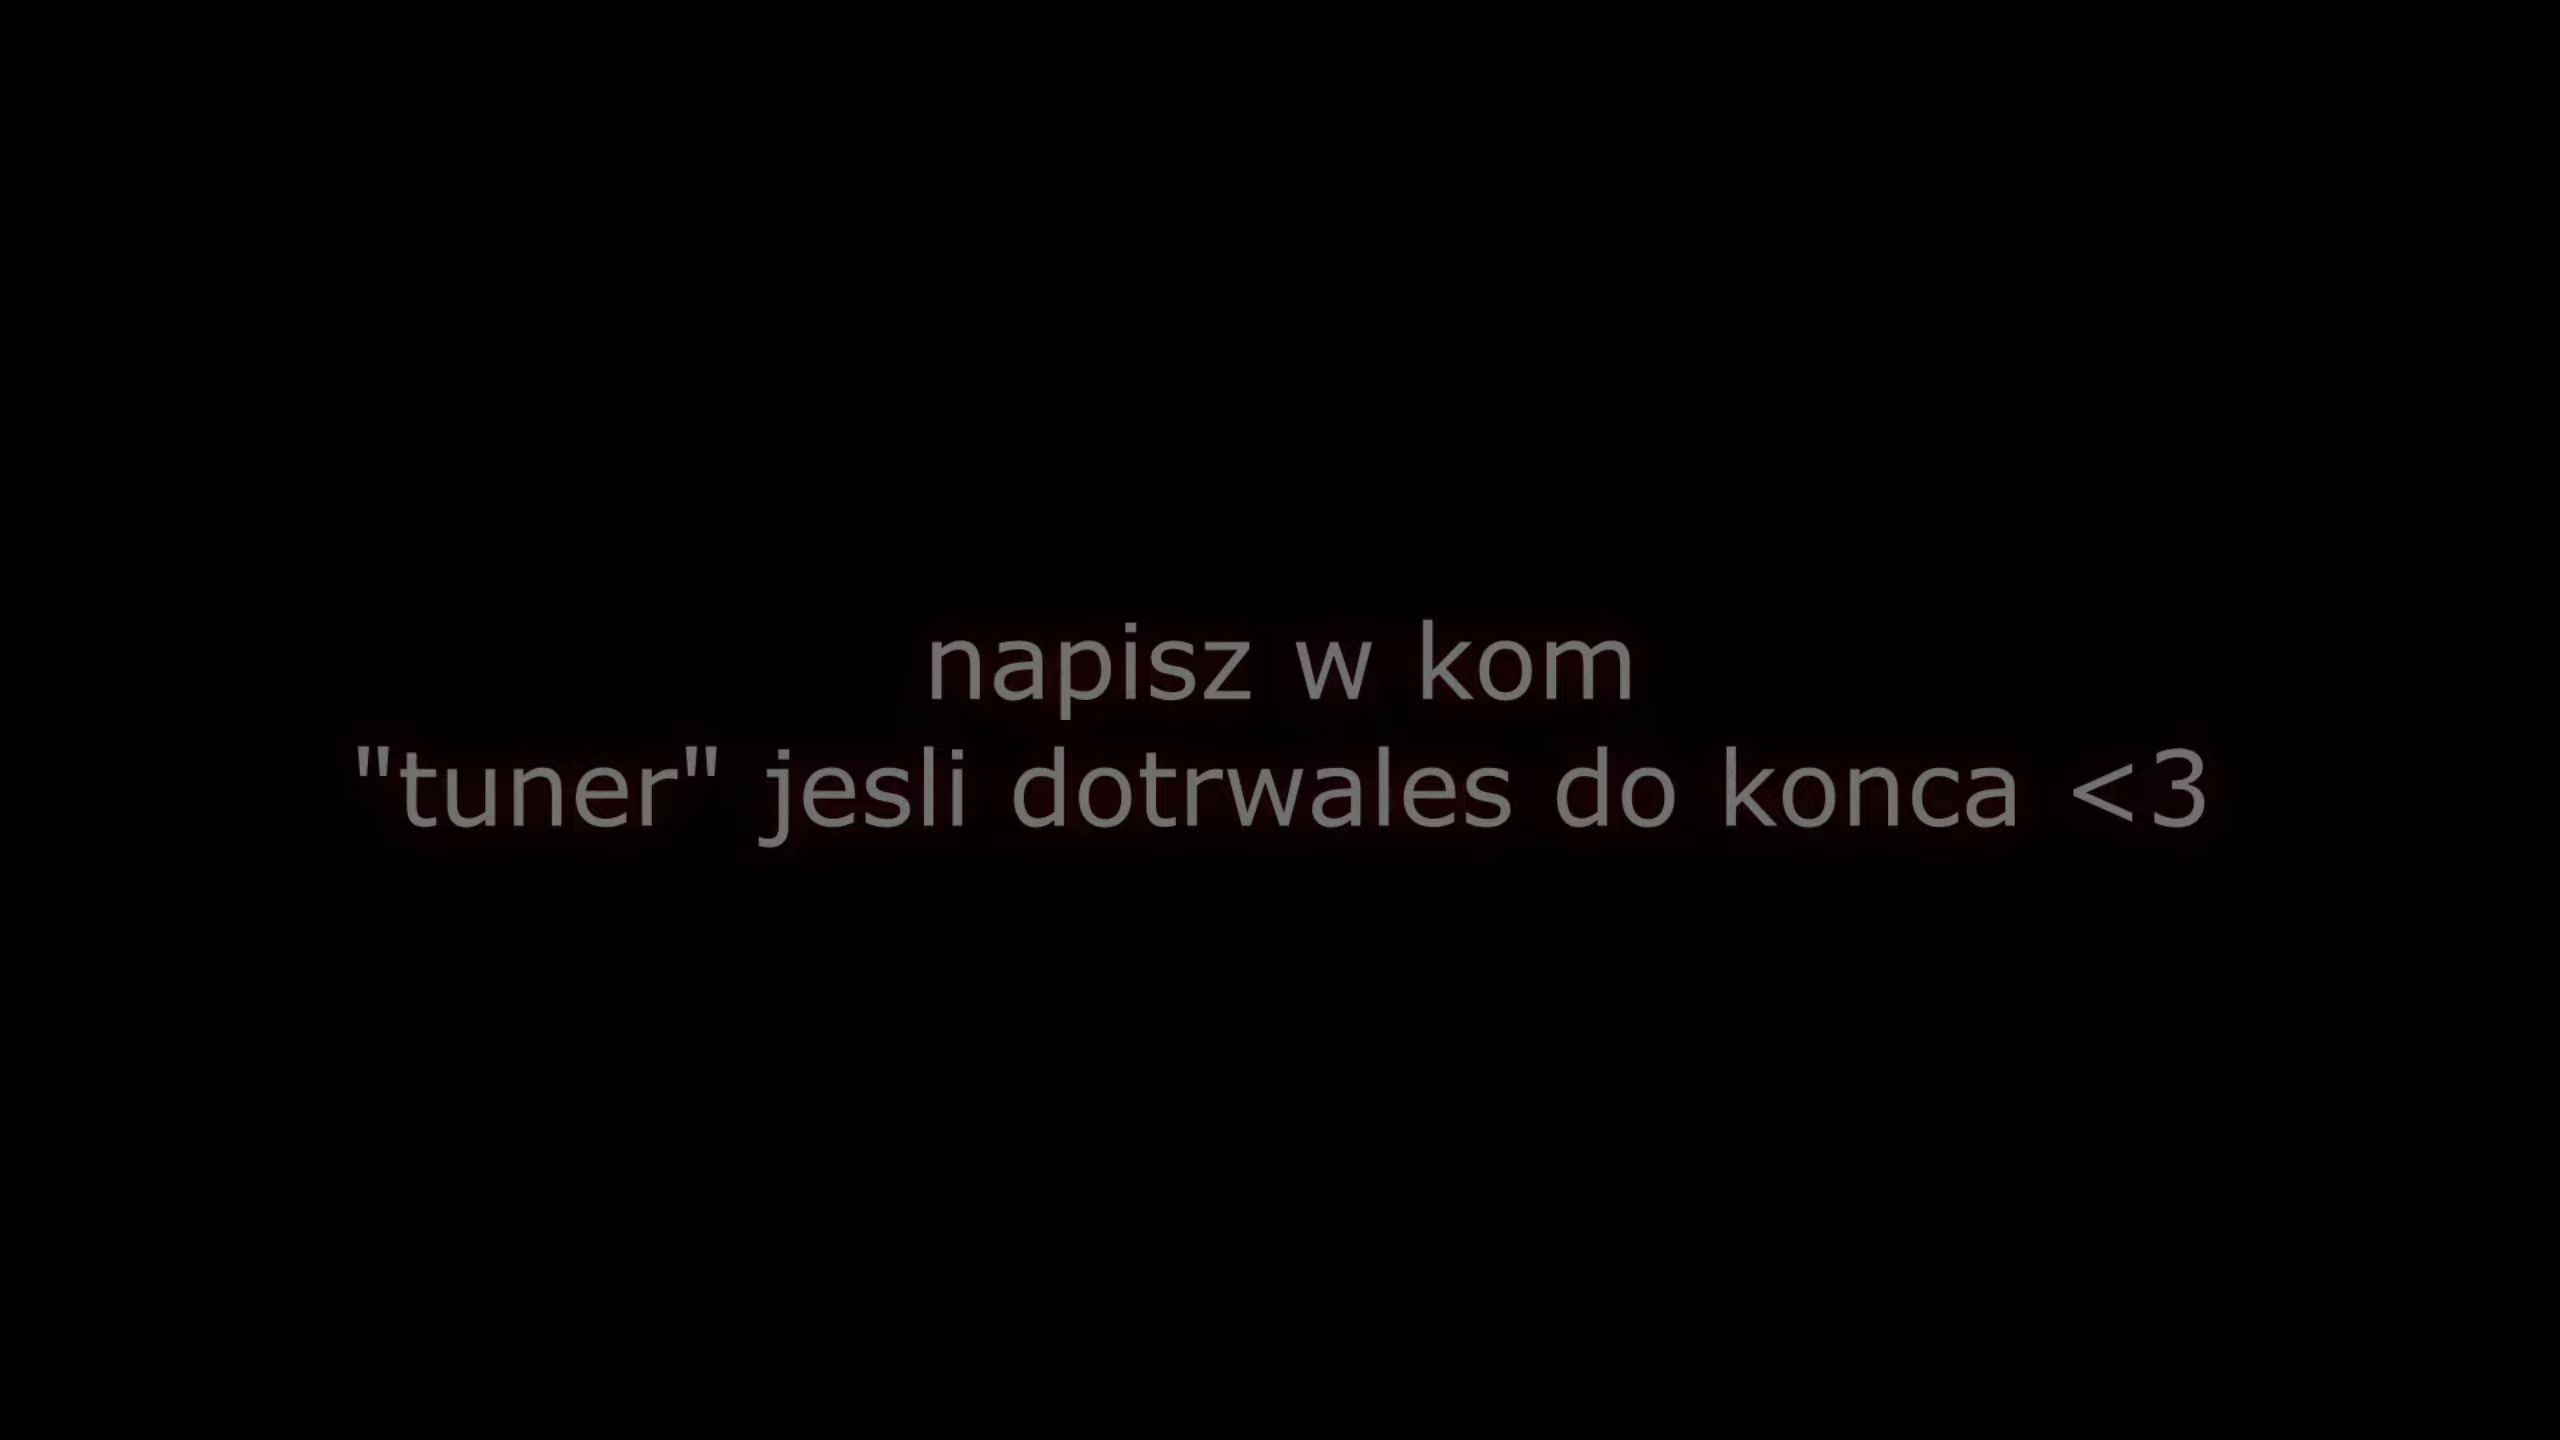 napisz w kom
"tuner" jesli dotrwales do konca <3